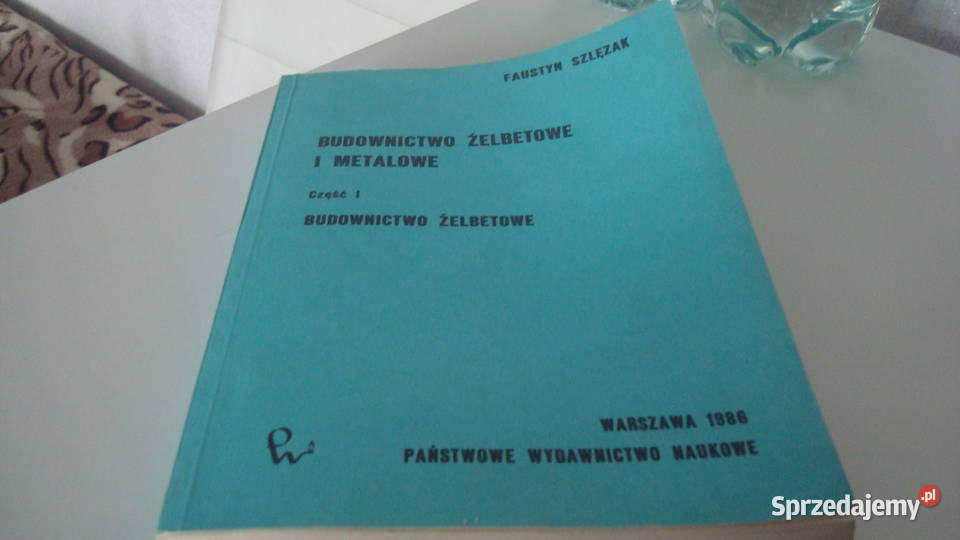 FAUSTYN SZLĘZAK
BUDOWNICTWO ŻELBETOWE
I METALOWE
Część I
BUDOWNICTWO ŻELBETOWE
WARSZAWA 1986
PAŃSTWOWE WYDAWNICTWO NAUKOWE
Sprzedajemy.pl